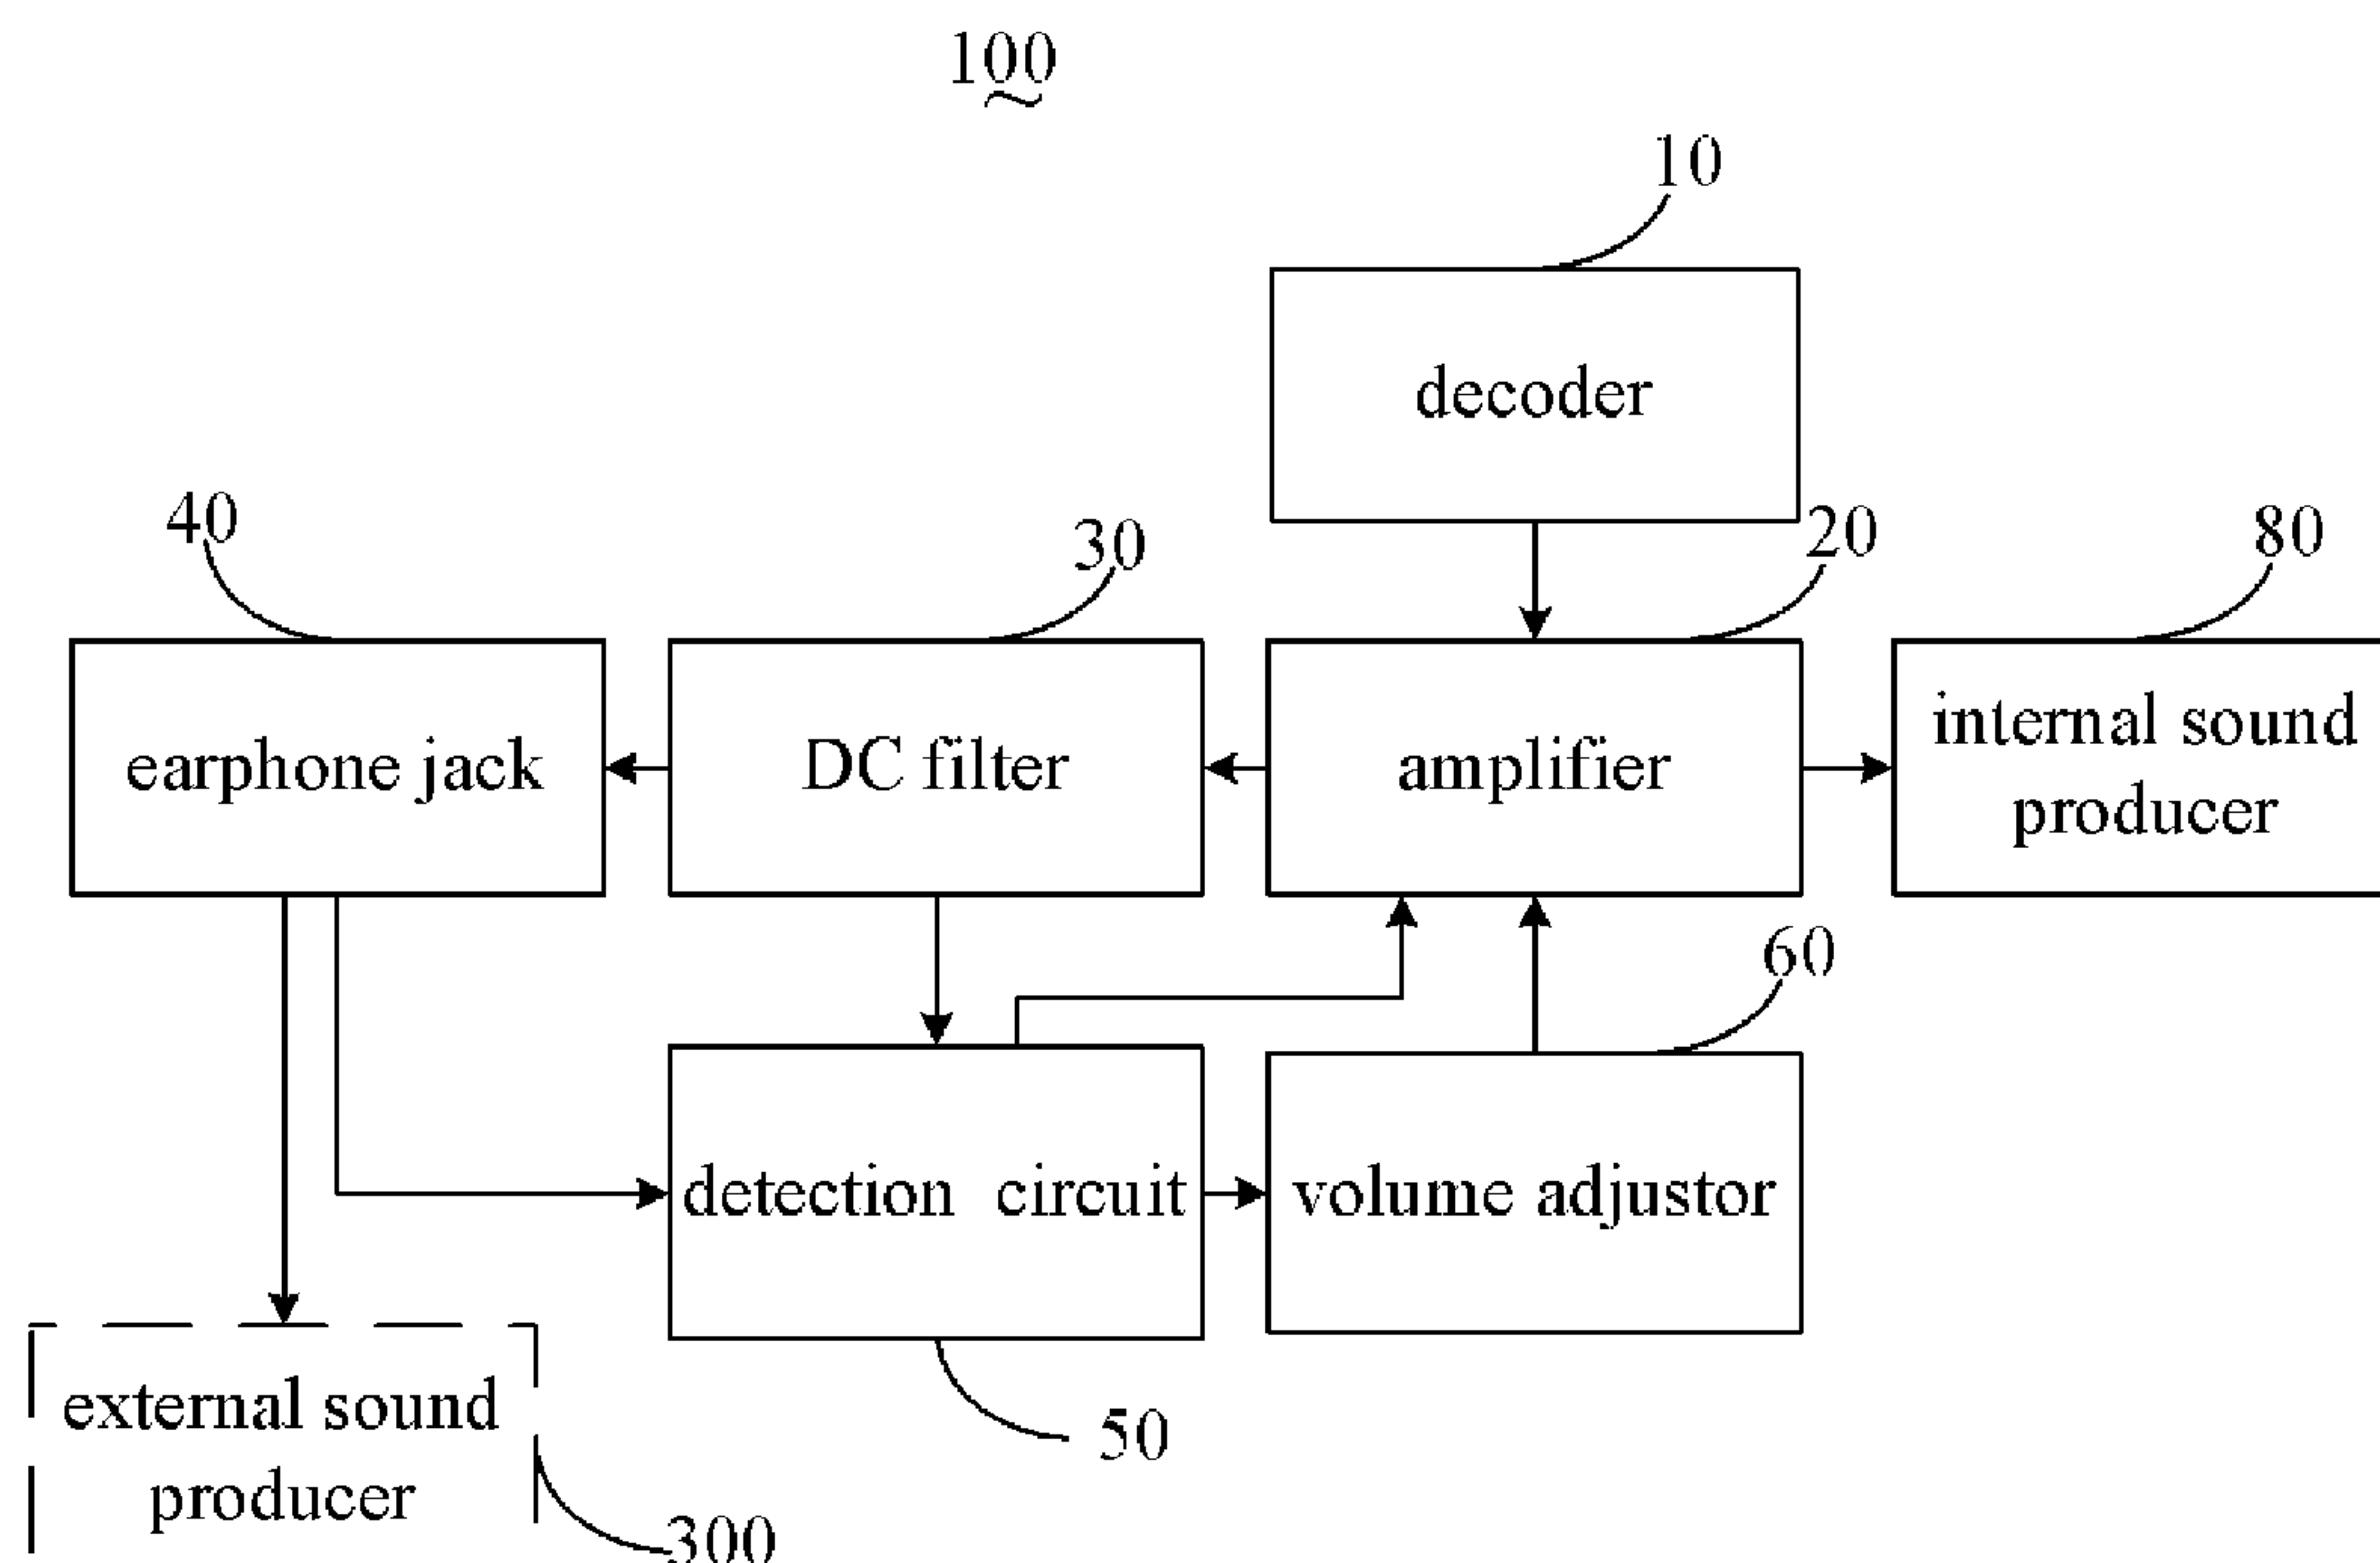 100
10
decoder
40
30
20
80
earphone jack
DC filter
amplifier
internal sound
producer
60
detection circuit
volume adjustor
50
external sound
producer
300